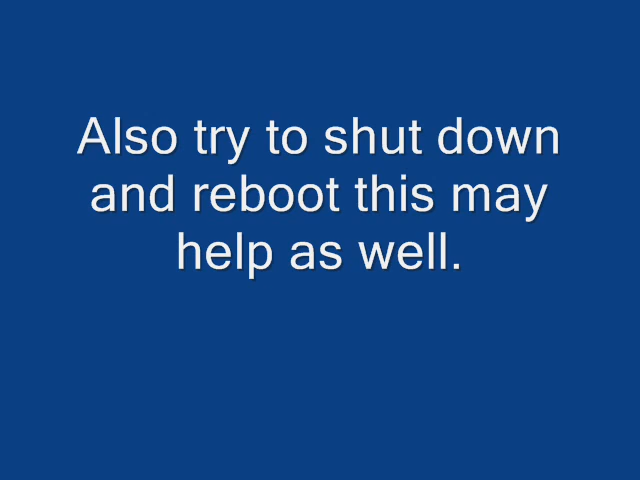 Also try to shut down
and reboot this may
help as well.